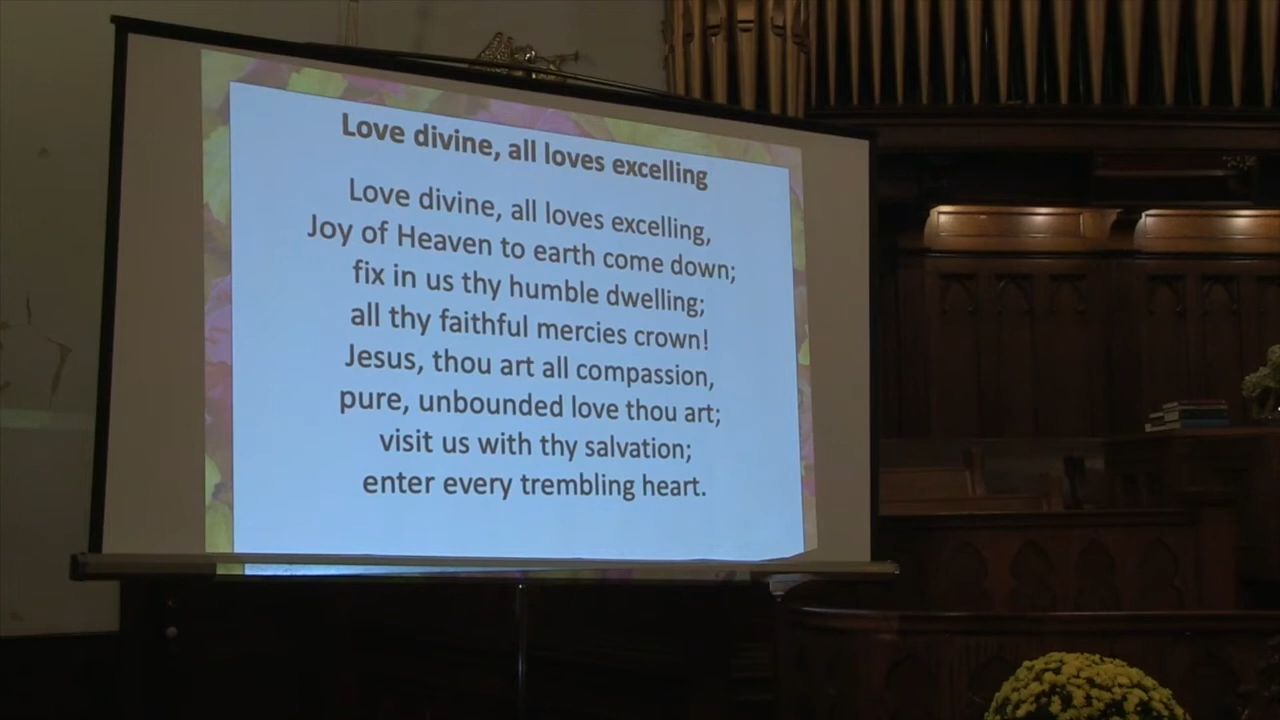 Love divine, all loves excelling
Love divine, all loves excelling,
Joy of Heaven to earth come down;
fix in us thy humble dwelling;
all thy faithful mercies crown!
Jesus, thou art all compassion,
pure, unbounded love thou art;
visit us with thy salvation;
enter every trembling heart.